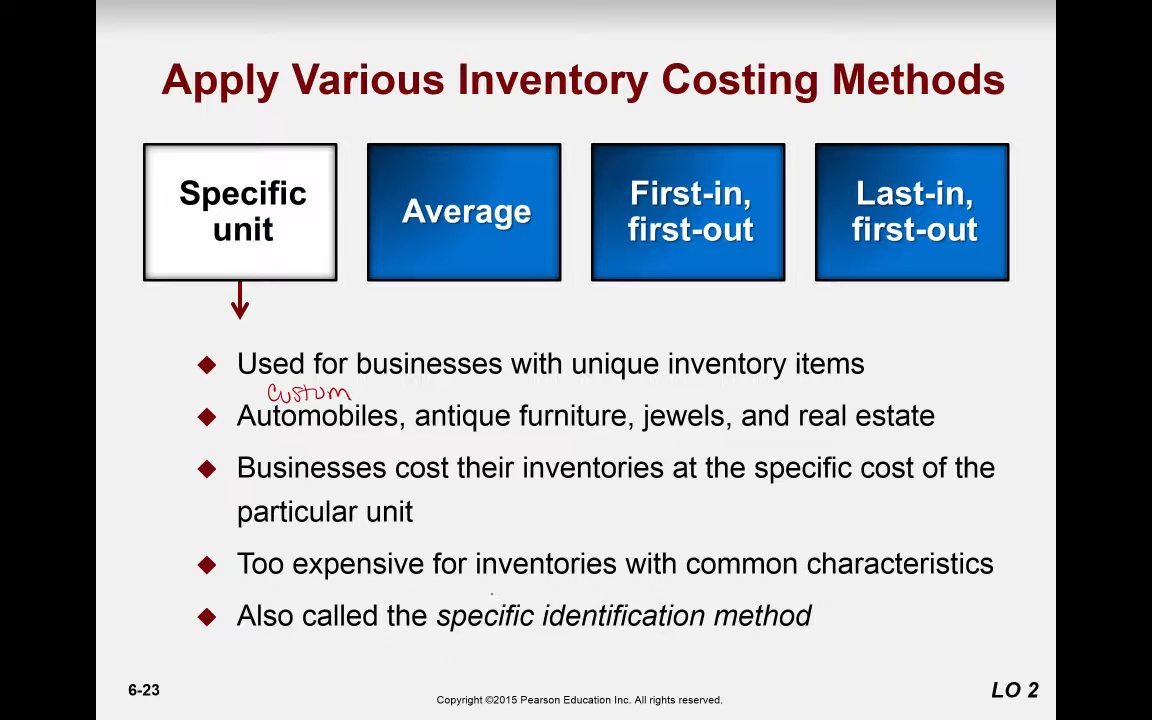 Apply Various Inventory Costing Methods
Specific
unit
Average
First-in,
first-out
Last-in,
first-out
Used for businesses with unique inventory items
Custom
Automobiles, antique furniture, jewels, and real estate
Businesses cost their inventories at the specific cost of the
particular unit
Too expensive for inventories with common characteristics
Also called the specific identification method
6-23
Copyright ©2015 Pearson Education Inc. All rights reserved.
LO 2